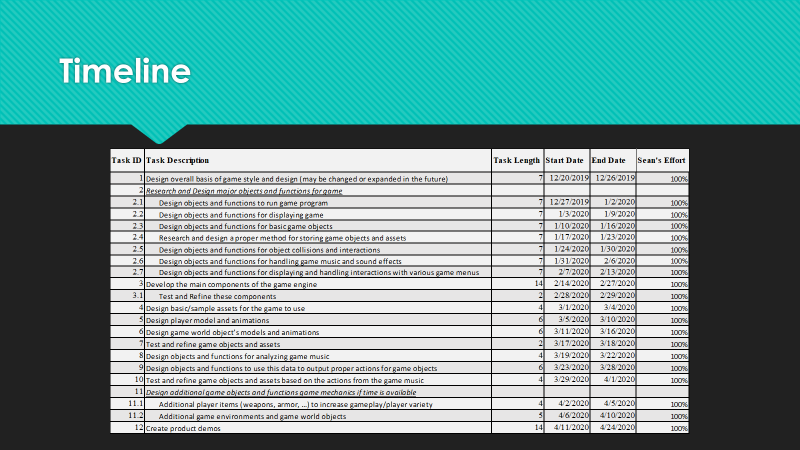 Timeline
Task ID Task Description Task Length Start Date End Date Sean's Effort
1 Design overall basis of game style and design (may be changed or expanded in the future) 7 12/20/2019 12/26/2019 100%
2 Research and Design major objects and functions for game
2.1 Design objects and functions to run game program 7 12/27/2019 1/2/2020 100%
2.2 Design objects and functions for displaying game 7 1/3/2020 1/9/2020 100%
2.3 Design objects and functions for basic game objects 7 1/10/2020 1/16/2020 100%
2.4 Research and design a proper method for storing game objects and assets 7 1/17/2020 1/23/2020 100%
2.5 Design objects and functions for object collisions and interactions 7 1/24/2020 1/30/2020 100%
2.6 Design objects and functions for handling game music and sound effects 7 1/31/2020 2/6/2020 100%
2.7 Design objects and functions for displaying and handling interactions with various game menus 7 2/7/2020 2/13/2020 100%
3 Develop the main components of the game engine 14 2/14/2020 2/27/2020 100%
3.1 Test and Refine these components 2 2/28/2020 2/29/2020 100%
4 Design basic/sample assets for the game to use 4 3/1/2020 3/4/2020 100%
5 Design player model and animations 6 3/5/2020 3/10/2020 100%
6 Design game world object's models and animations 6 3/11/2020 3/16/2020 100%
7 Test and refine game objects and assets 2 3/17/2020 3/18/2020 100%
8 Design objects and functions for analyzing game music 4 3/19/2020 3/22/2020 100%
9 Design objects and functions to use this data to output proper actions for game objects 6 3/23/2020 3/28/2020 100%
10 Test and refine game objects and assets based on the actions from the game music 4 3/29/2020 4/1/2020 100%
11 Design additional game objects and functions game mechanics if time is available
11.1 Additional player items (weapons, armor, ...) to increase gameplay/player variety 4 4/2/2020 4/5/2020 100%
11.2 Additional game environments and game world objects 5 4/6/2020 4/10/2020 100%
12 Create product demos 14 4/11/2020 4/24/2020 100%